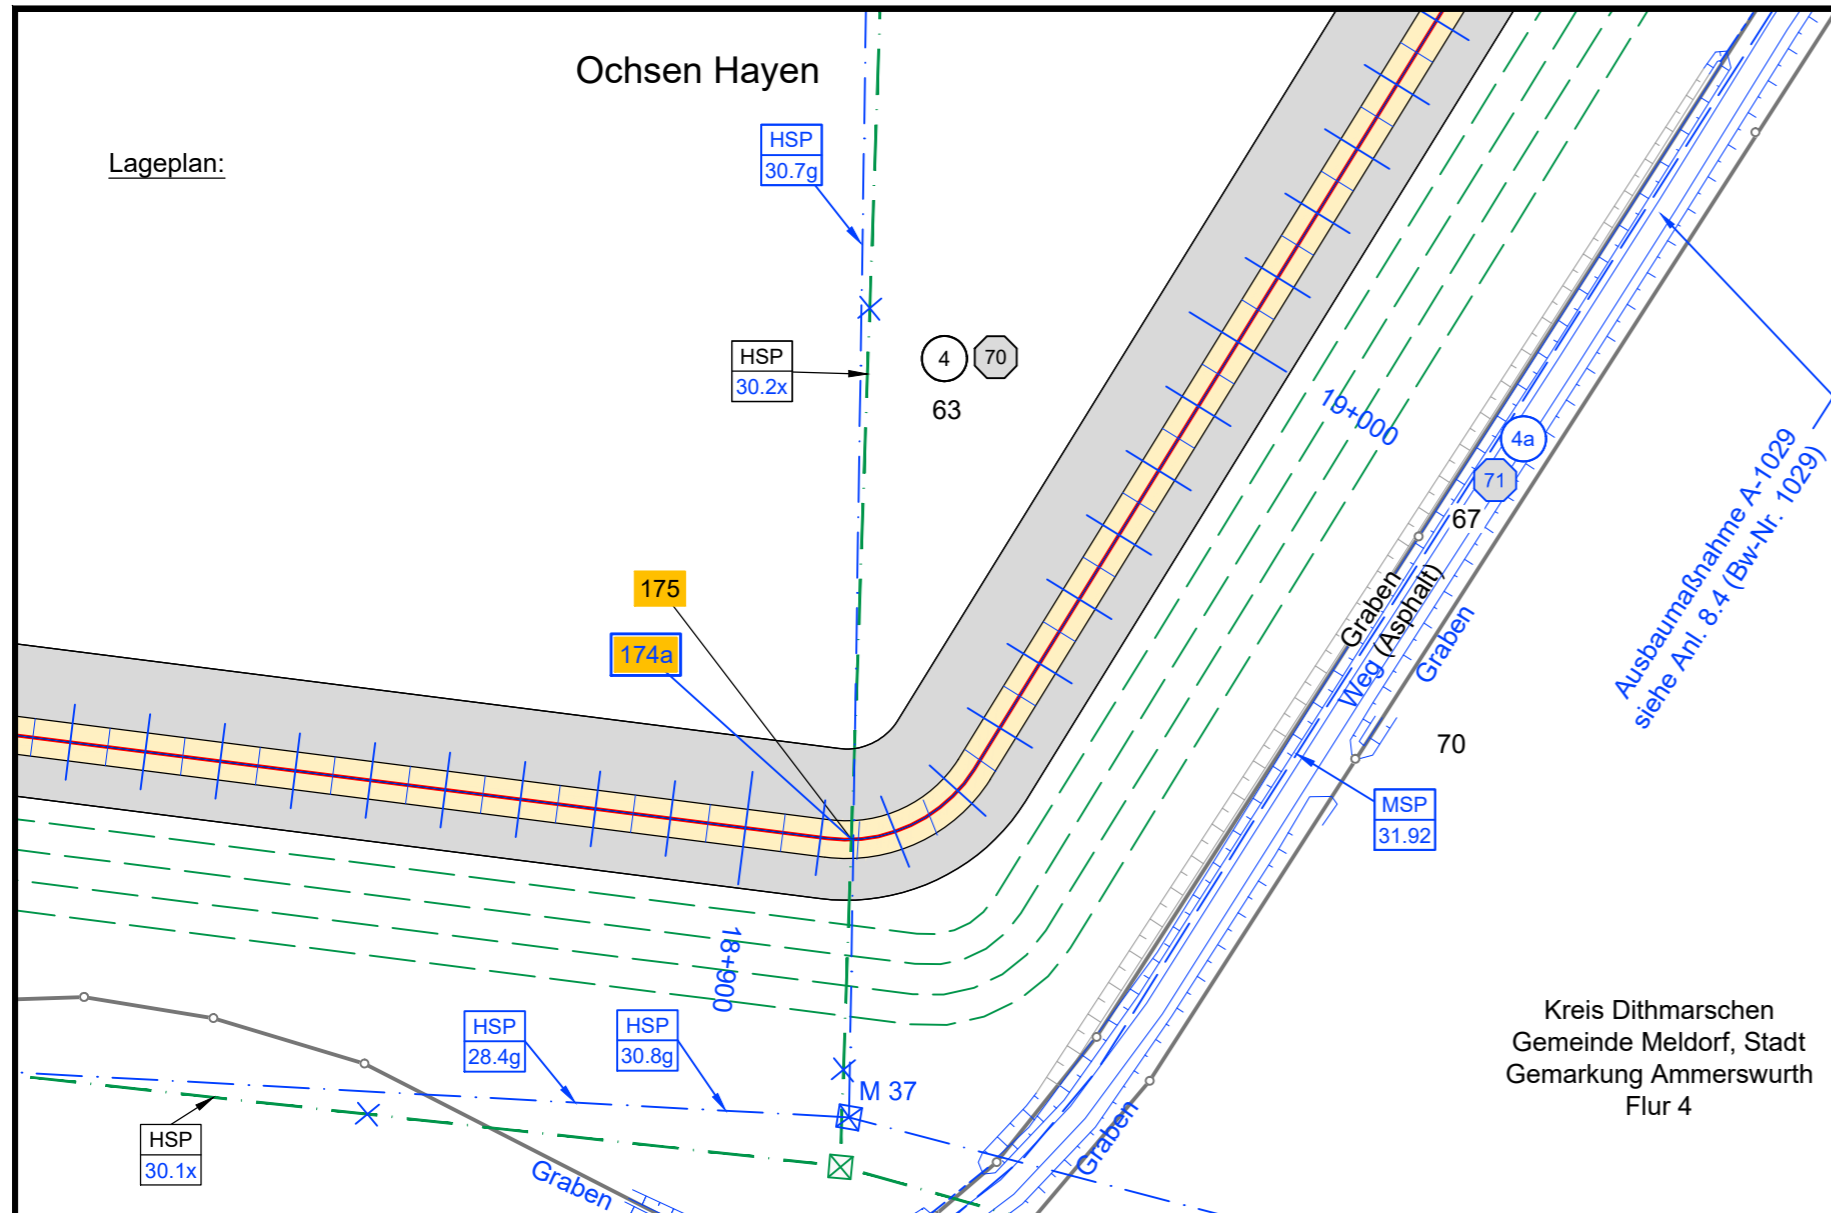 Ochsen Hayen
Lageplan:
HSP
30.7g
HSP
30.2x
4
70
63
19+000
4a
71
67
Ausbaumaßnahme A-1029
siehe Anl. 8.4 (Bw-Nr. 1029)
175
174a
Graben
Weg (Asphalt)
Graben
70
MSP
31.92
18+900
HSP
28.4g
HSP
30.8g
M 37
HSP
30.1x
Graben
Graben
Kreis Dithmarschen
Gemeinde Meldorf, Stadt
Gemarkung Ammerswurth
Flur 4